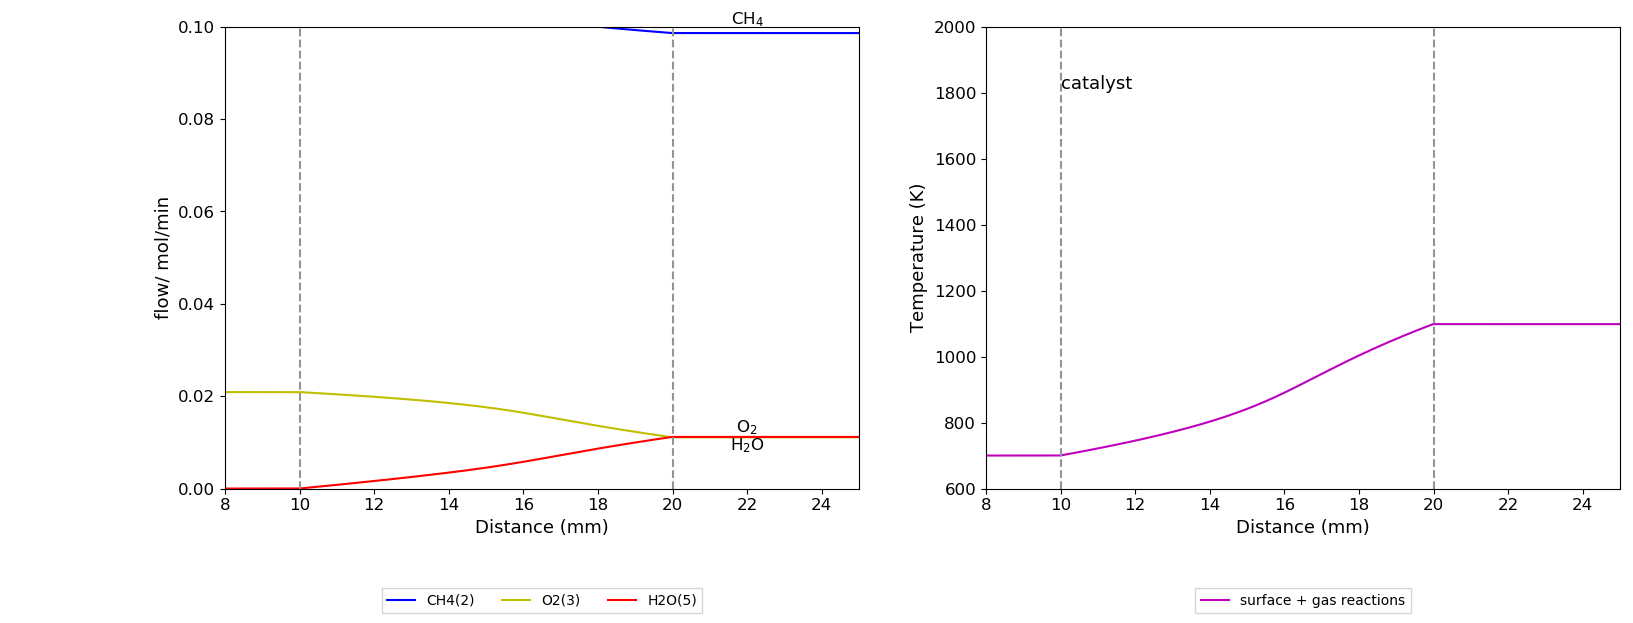 CH₄
0.10
0.08
0.06
0.04
0.02
0.00
flow/ mol/min
O₂
H₂O
8 10 12 14 16 18 20 22 24
Distance (mm)
CH4(2) O2(3) H2O(5)
2000
1800
1600
1400
1200
1000
800
600
Temperature (K)
catalyst
8 10 12 14 16 18 20 22 24
Distance (mm)
surface + gas reactions